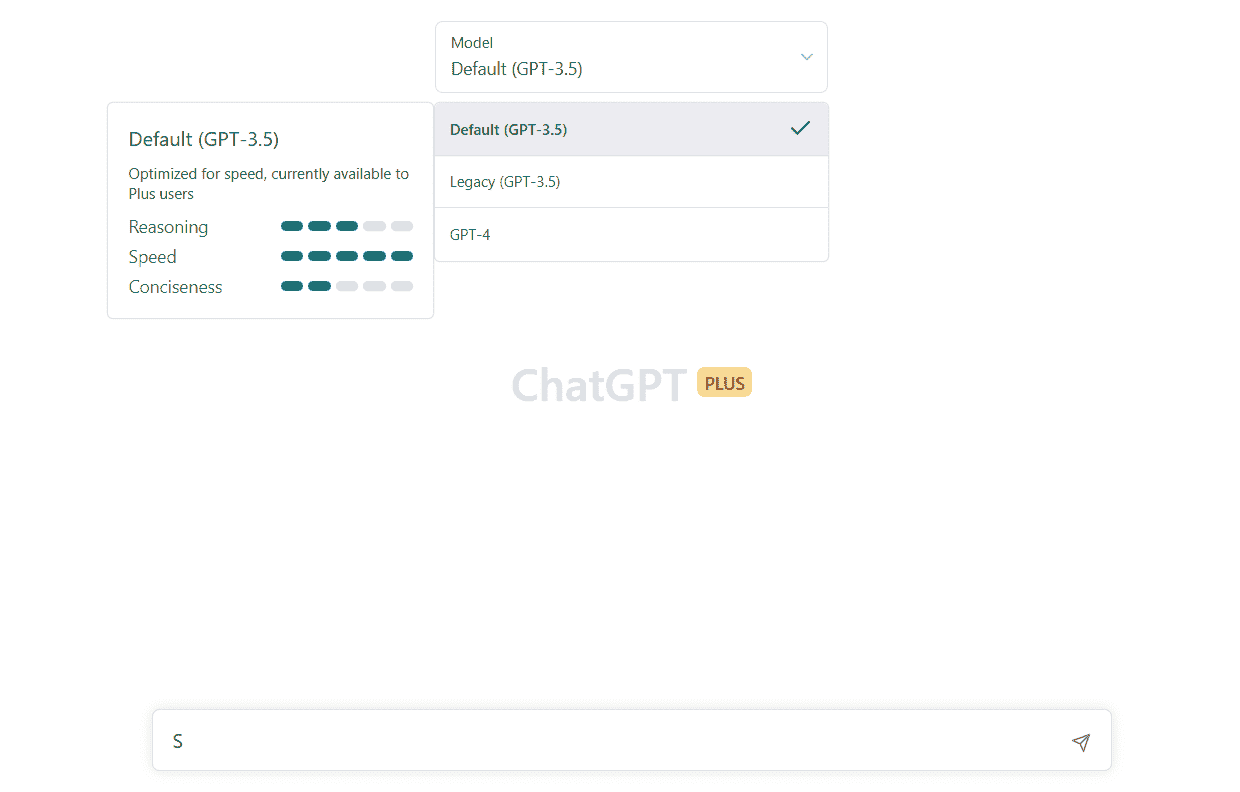 Model
Default (GPT-3.5)
Default (GPT-3.5)
Optimized for speed, currently available to
Plus users
Reasoning
Speed
Conciseness
Default (GPT-3.5)
Legacy (GPT-3.5)
GPT-4
ChatGPT PLUS
S